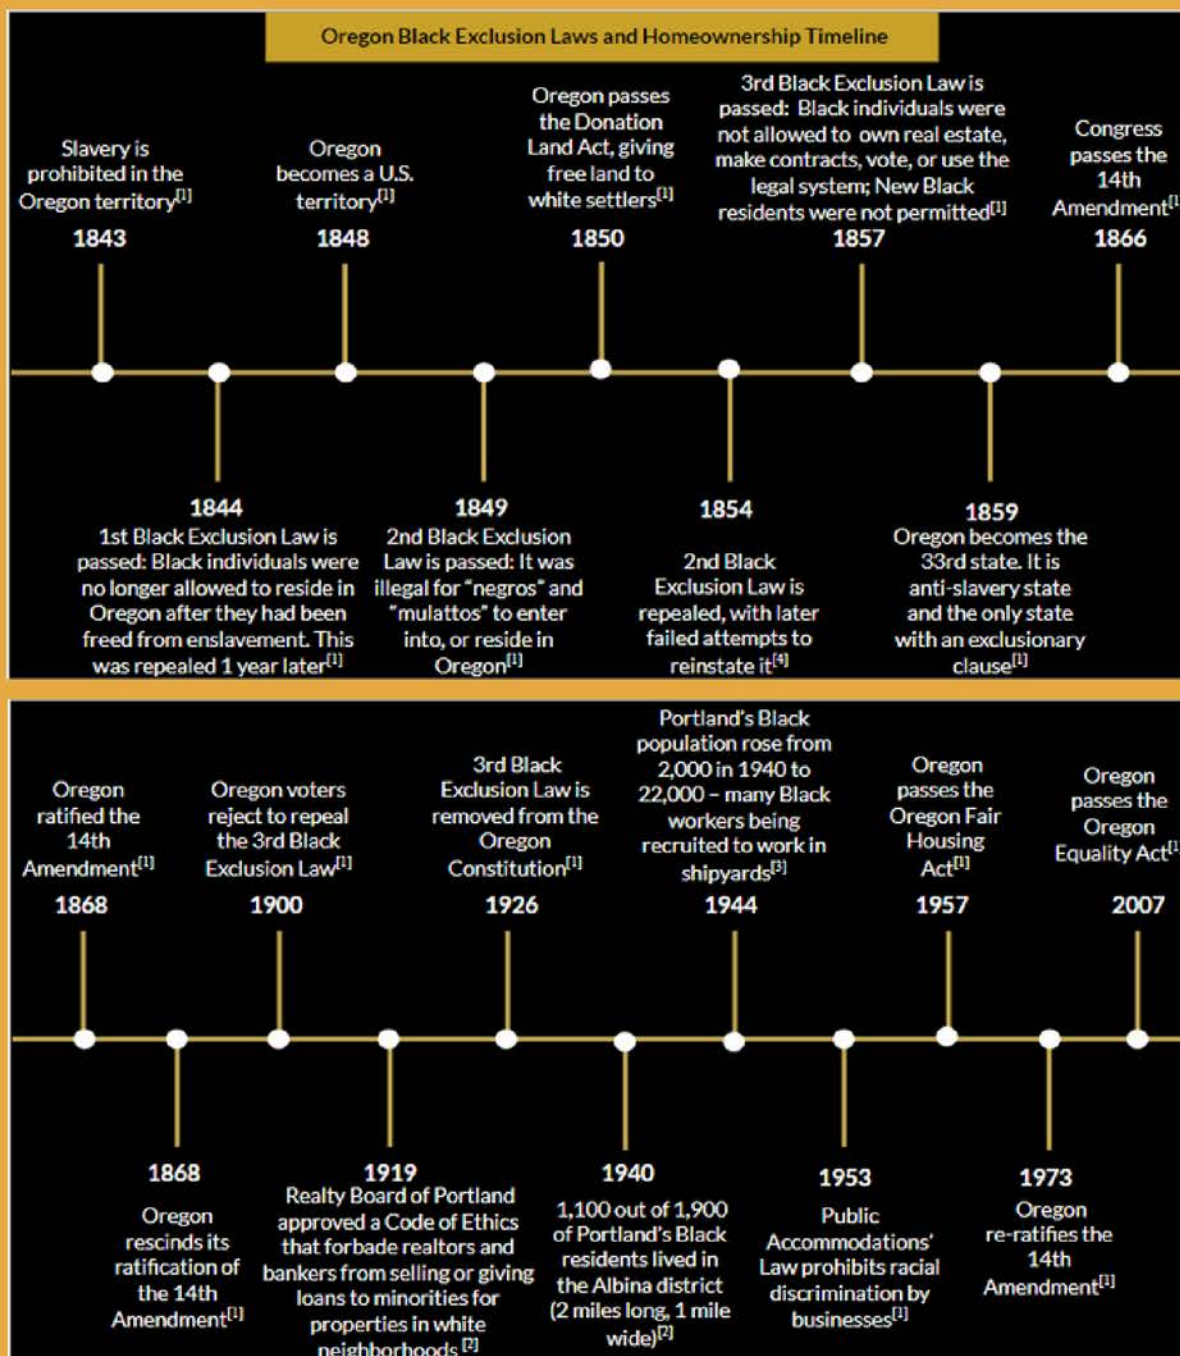 Oregon Black Exclusion Laws and Homeownership Timeline
Slavery is
prohibited in the
Oregon territory[1]
1843
Oregon
becomes a U.S.
territory[1]
1848
Oregon passes
the Donation
Land Act, giving
free land to
white settlers[1]
1850
3rd Black Exclusion Law is
passed: Black individuals were
not allowed to own real estate,
make contracts, vote, or use the
legal system; New Black
residents were not permitted[1]
1857
Congress
passes the
14th
Amendment[1
1866
1844
1st Black Exclusion Law is
passed: Black individuals were
no longer allowed to reside in
Oregon after they had been
freed from enslavement. This
was repealed 1 year later[1]
1849
2nd Black Exclusion
Law is passed: It was
illegal for "negros" and
"mulattos" to enter
into, or reside in
Oregon[1]
1854
2nd Black
Exclusion Law is
repealed, with later
failed attempts to
reinstate it[4]
1859
Oregon becomes the
33rd state. It is
anti-slavery state
and the only state
with an exclusionary
clause[1]
Oregon
ratified the
14th
Amendment[1]
1868
Oregon voters
reject to repeal
the 3rd Black
Exclusion Law[1]
1900
3rd Black
Exclusion Law is
removed from the
Oregon
Constitution[1]
1926
Portland's Black
population rose from
2,000 in 1940 to
22,000 – many Black
workers being
recruited to work in
shipyards[3]
1944
Oregon
passes the
Oregon Fair
Housing
Act[1]
1957
Oregon
passes the
Oregon
Equality Act[1
2007
1868
Oregon
rescinds its
ratification of
the 14th
Amendment[1]
1919
Realty Board of Portland
approved a Code of Ethics
that forbade realtors and
bankers from selling or giving
loans to minorities for
properties in white
neighborhoods [2]
1940
1,100 out of 1,900
of Portland's Black
residents lived in
the Albina district
(2 miles long, 1 mile
wide)[2]
1953
Public
Accommodations'
Law prohibits racial
discrimination by
businesses[1]
1973
Oregon
re-ratifies the
14th
Amendment[1]